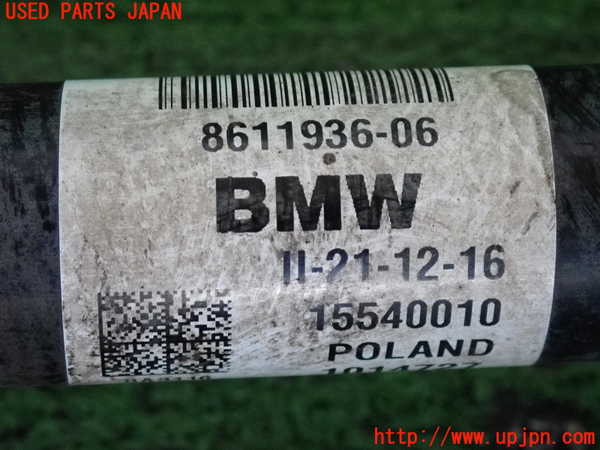 USED PARTS JAPAN
8611936-06
BMW
II-21-12-16
15540010
POLAND
http://www.upjpn.com/